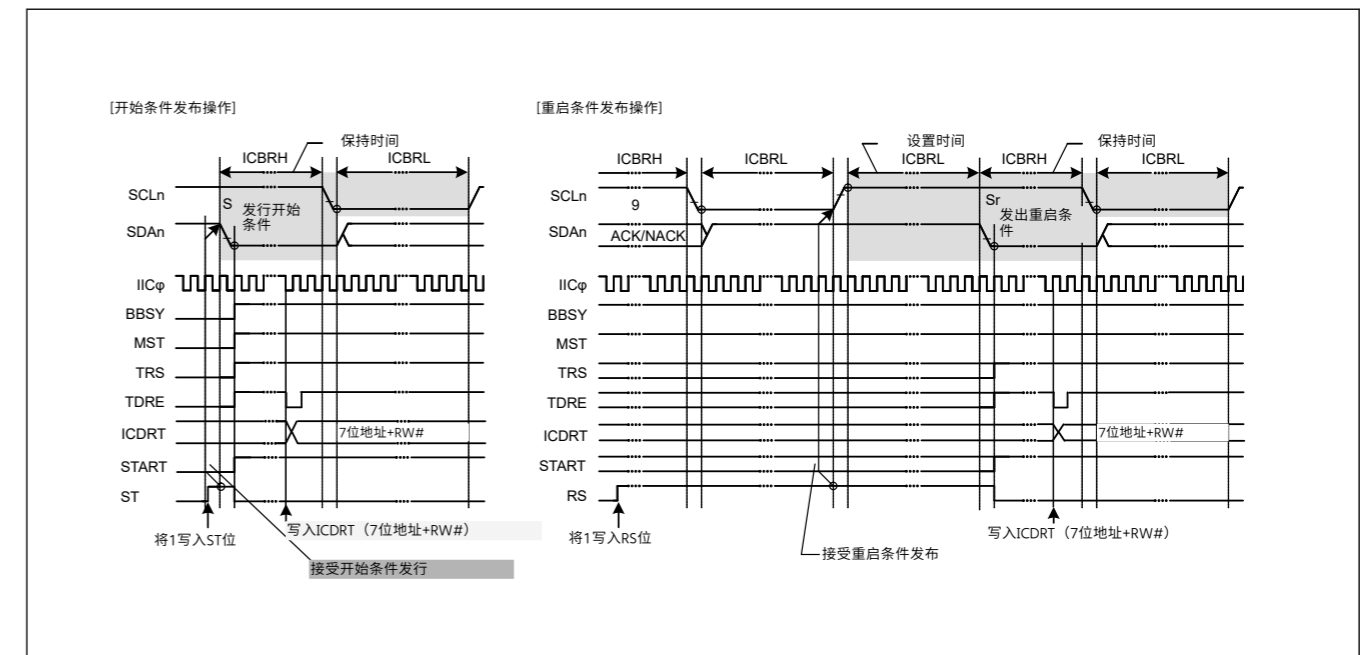 [开始条件发布操作]
[重启条件发布操作]
保持时间
ICBRH
ICBRL
SCLn
S
发行开始
条件
SDAn
IICφ
BBSY
MST
TRS
TDRE
ICDRT
7位地址+RW#
START
ST
将1写入ST位
写入ICDRT（7位地址+RW#）
接受开始条件发行
设置时间
保持时间
ICBRH
ICBRL
ICBRL
ICBRH
ICBRL
SCLn
9
Sr
发出重启条
件
SDAn
ACK/NACK
IICφ
BBSY
MST
TRS
TDRE
ICDRT
7位地址+RW#
START
RS
将1写入RS位
写入ICDRT（7位地址+RW#）
接受重启条件发布